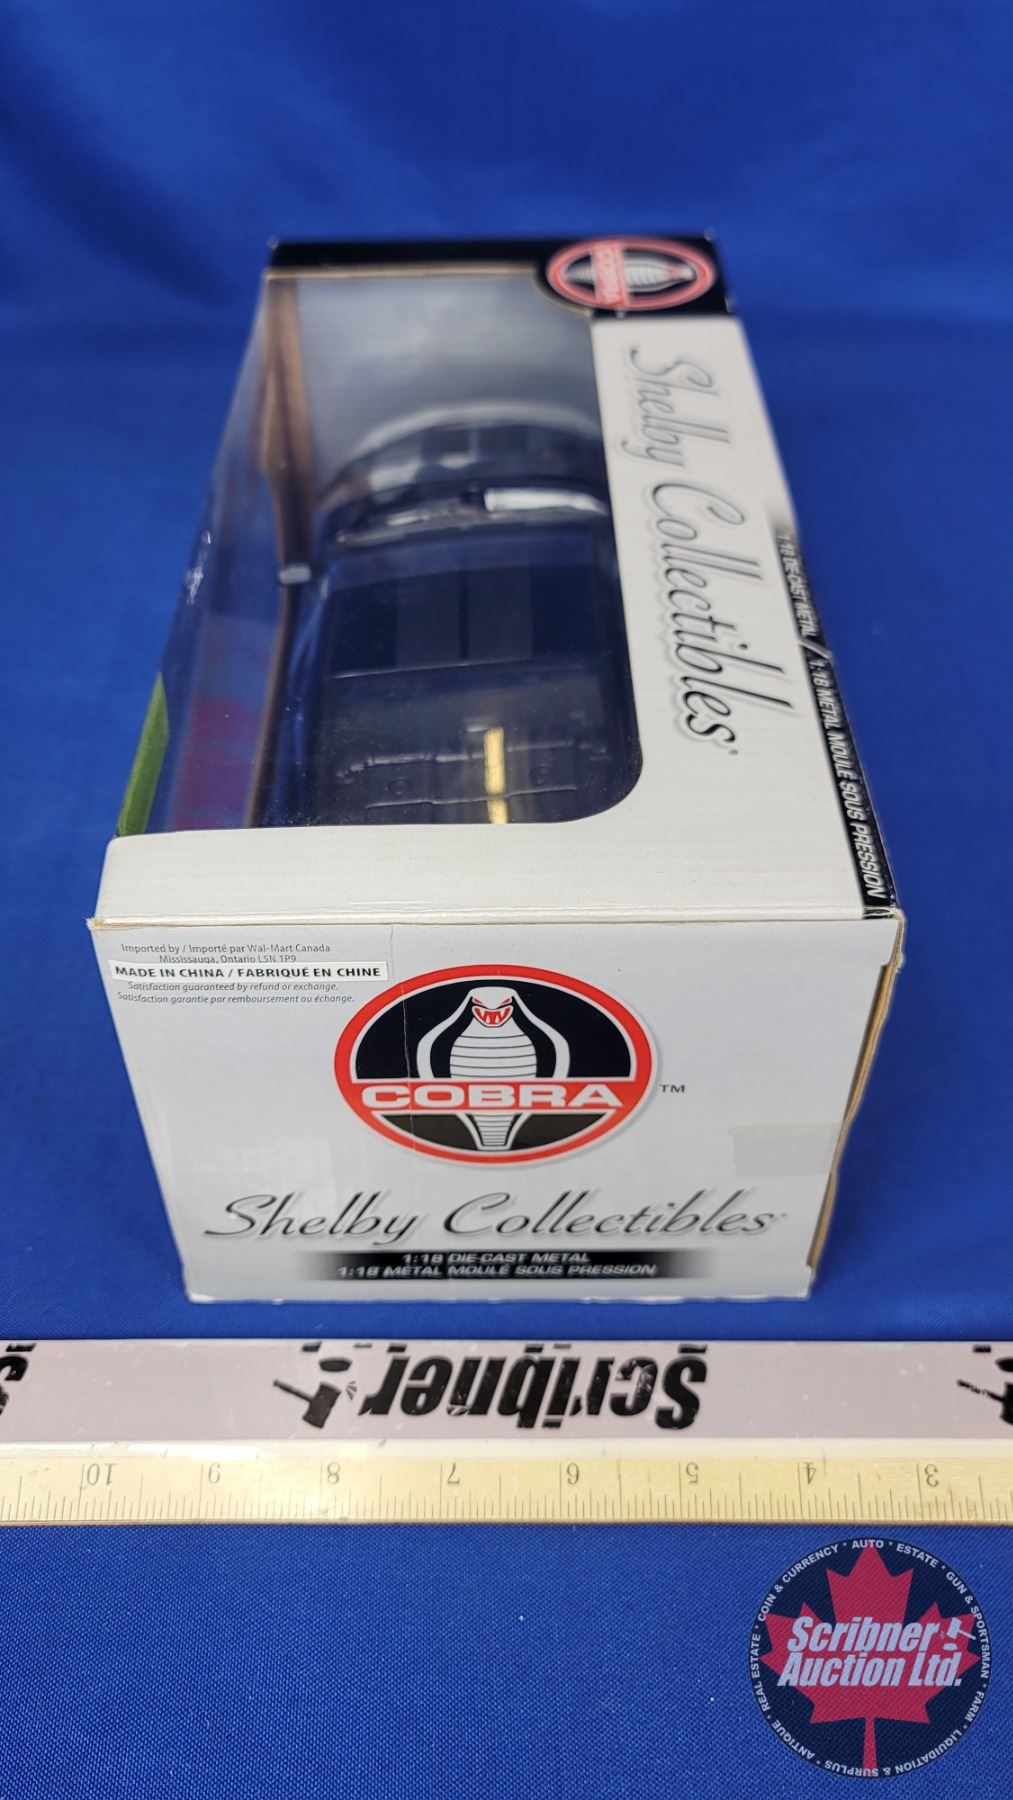 COBRA
Shelby Collectibles
1:18 DIE-CAST METAL / 1:18 METAL MOULÉ SOUS PRESSION
Imported by / Importé par Wal-Mart Canada
Mississauga, Ontario L5N 1P9
MADE IN CHINA / FABRIQUÉ EN CHINE
Satisfaction guaranteed by refund or exchange.
Satisfaction garantie par remboursement ou échange.
COBRA TM
Shelby Collectibles
1:18 DIE-CAST METAL
1:18 METAL MOULÉ SOUS PRESSION
Scribner
10 9 8 7 6 5 4 3
ANTIQUE * REAL ESTATE * COIN & CURRENCY * AUTO * ESTATE * GUN & SPORTSMAN * FARM * LIQUIDATION & SURPLUS *
Scribner
Auction Ltd.